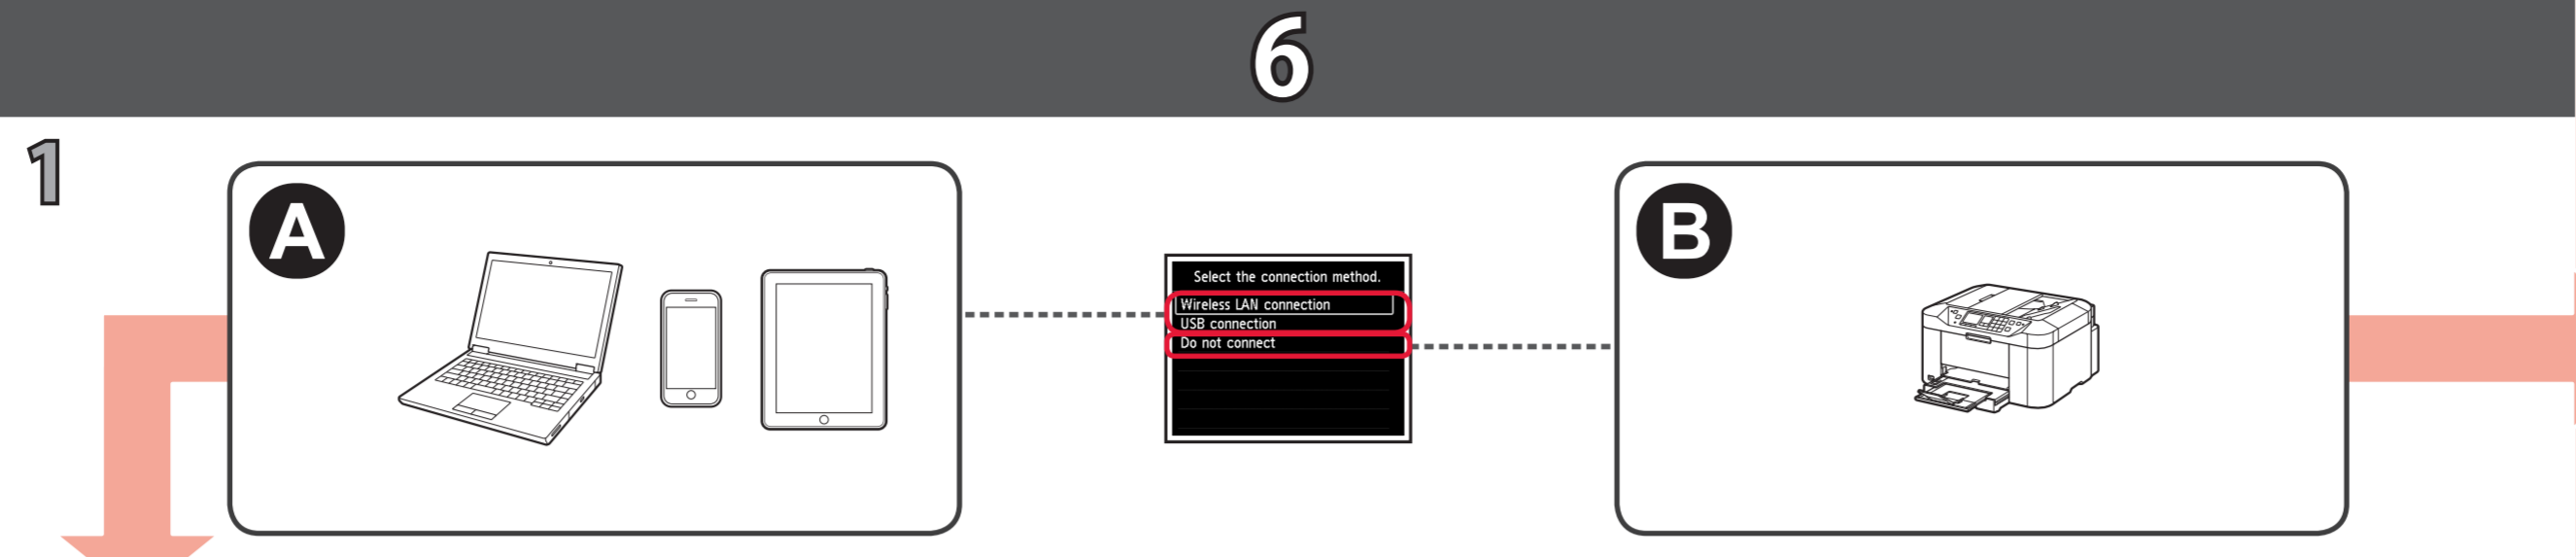 6
1
A
Select the connection method.
Wireless LAN connection
USB connection
Do not connect
B